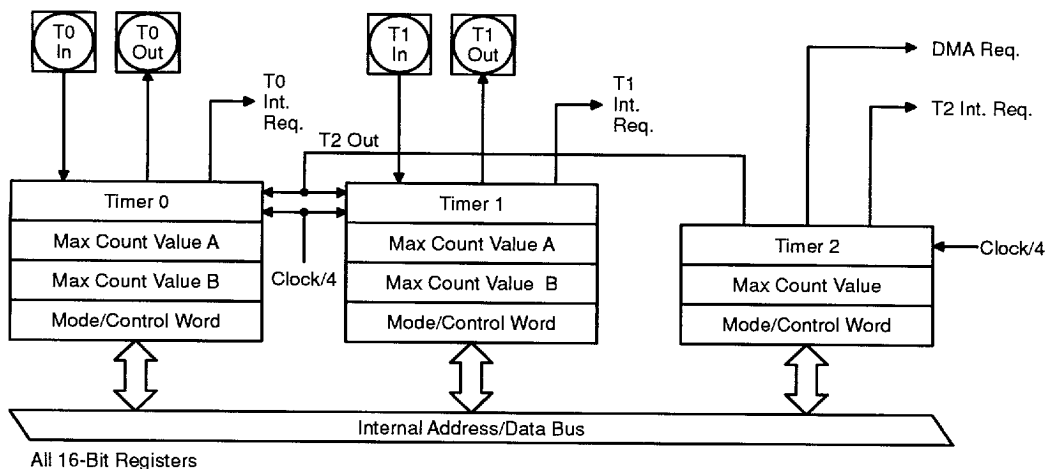 T0
In
T0
Out
T1
In
T1
Out
DMA Req.
T0
Int.
Req.
T1
Int.
Req.
T2 Int. Req.
T2 Out
Timer 0
Max Count Value A
Max Count Value B
Mode/Control Word
Clock/4
Timer 1
Max Count Value A
Max Count Value B
Mode/Control Word
Timer 2
Max Count Value
Mode/Control Word
Clock/4
Internal Address/Data Bus
All 16-Bit Registers